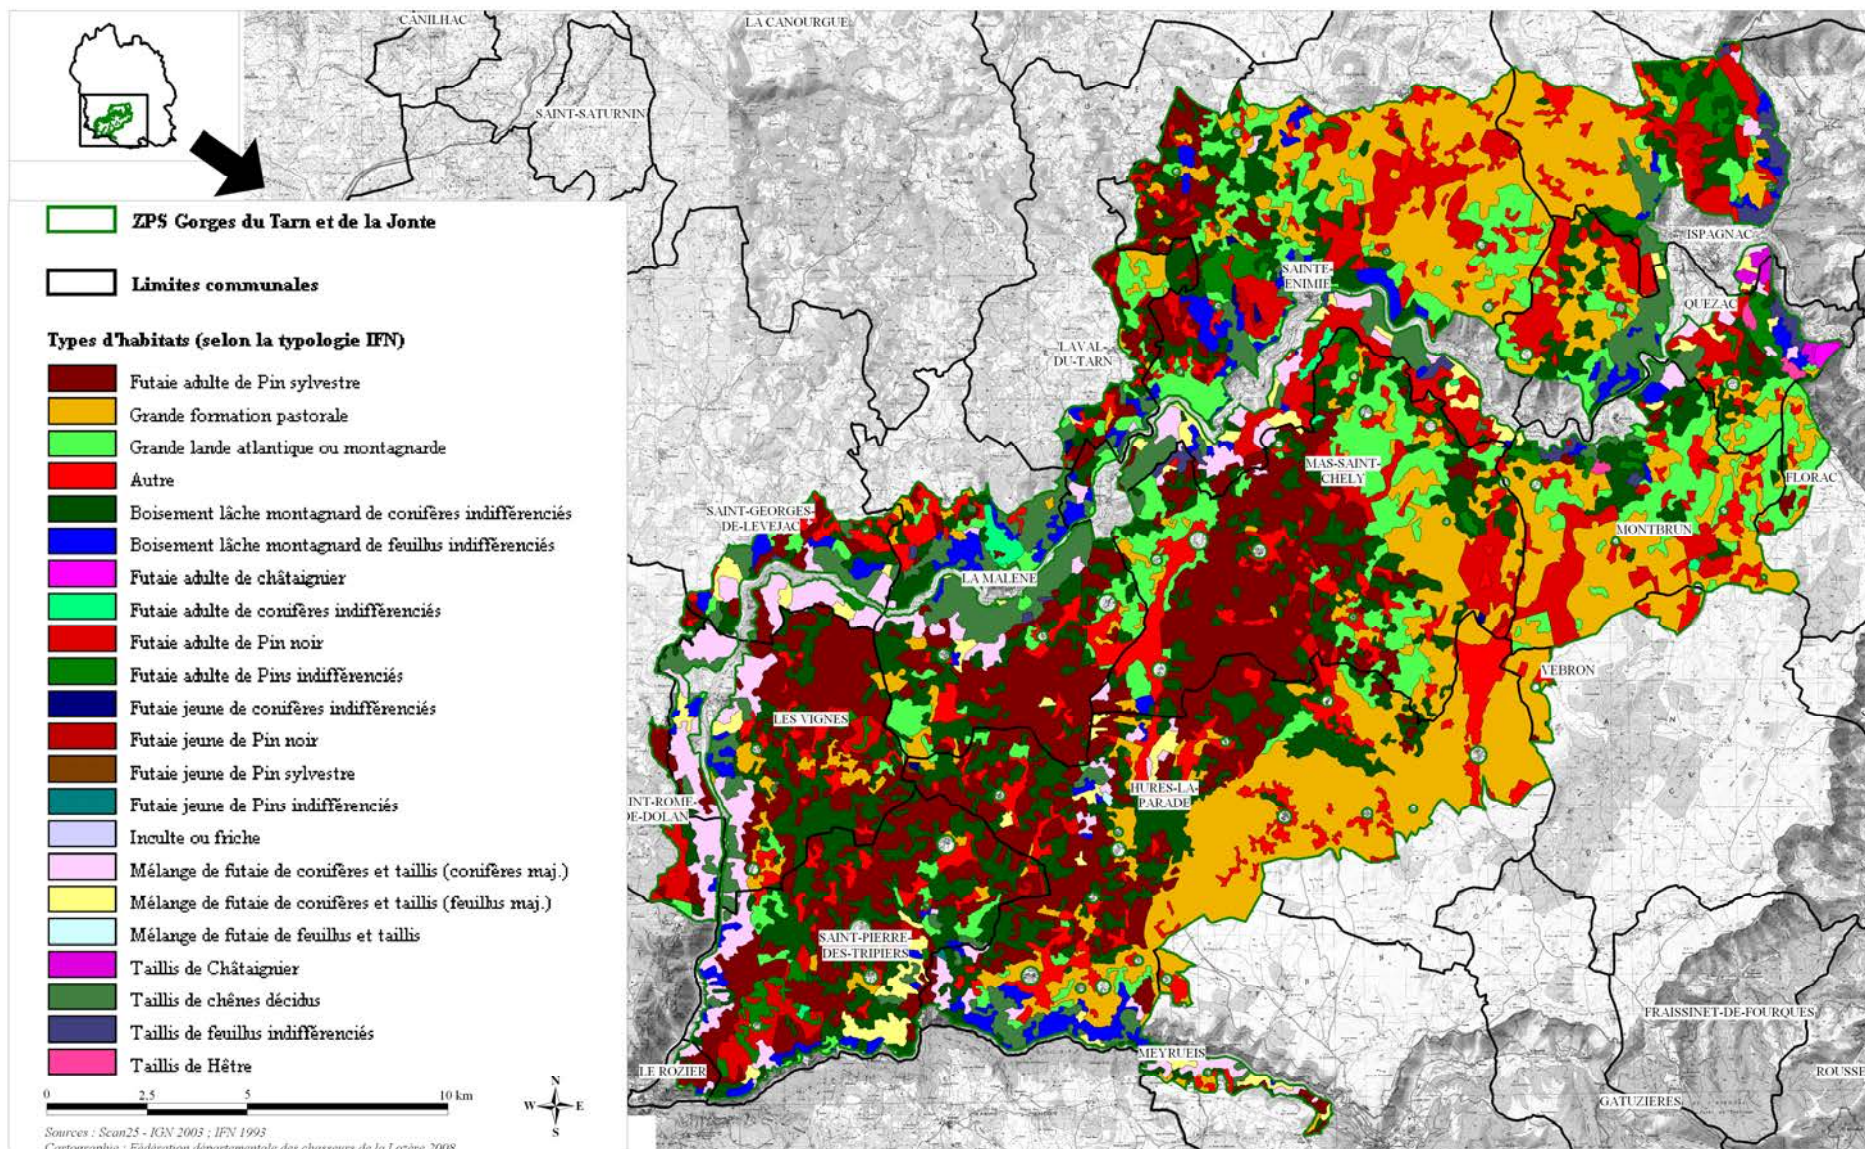 CANILHAC
LA CANOURGUE
SAINT-SATURNIN
ZPS Gorges du Tarn et de la Jonte
Limites communales
Types d'habitats (selon la typologie IFN)
Futaie adulte de Pin sylvestre
Grande formation pastorale
Grande lande atlantique ou montagnarde
Autre
Boisement lâche montagnard de conifères indifférenciés
Boisement lâche montagnard de feuillus indifférenciés
Futaie adulte de châtaignier
Futaie adulte de conifères indifférenciés
Futaie adulte de Pin noir
Futaie adulte de Pins indifférenciés
Futaie jeune de conifères indifférenciés
Futaie jeune de Pin noir
Futaie jeune de Pin sylvestre
Futaie jeune de Pins indifférenciés
Inculte ou friche
Mélange de futaie de conifères et taillis (conifères maj.)
Mélange de futaie de conifères et taillis (feuillus maj.)
Mélange de futaie de feuillus et taillis
Taillis de Châtaignier
Taillis de chênes décidus
Taillis de feuillus indifférenciés
Taillis de Hêtre
0 2.5 5 10 km
N
W E
S
Sources : Scan25 - IGN 2003 ; IFN 1993
Cartographie : Fédération départementale des chasseurs de la Lozère 2008
ISPAGNAC
SAINTE-
ENIMIE
QUEZAC
LAVAL-
DU-TARN
MAS-SAINT-
CHELY
FLORAC
SAINT-GEORGES-
DE-LEVEJAC
MONTBRUN
LA MALENE
VEBRON
LES VIGNES
HURES-LA-
PARADE
INT-ROME-
DE-DOLAN
SAINT-PIERRE-
DES-TRIPIERS
FRAISSINET-DE-FOURQUES
MEYRUEIS
LE ROZIER
ROUSSE
GATUZIERES